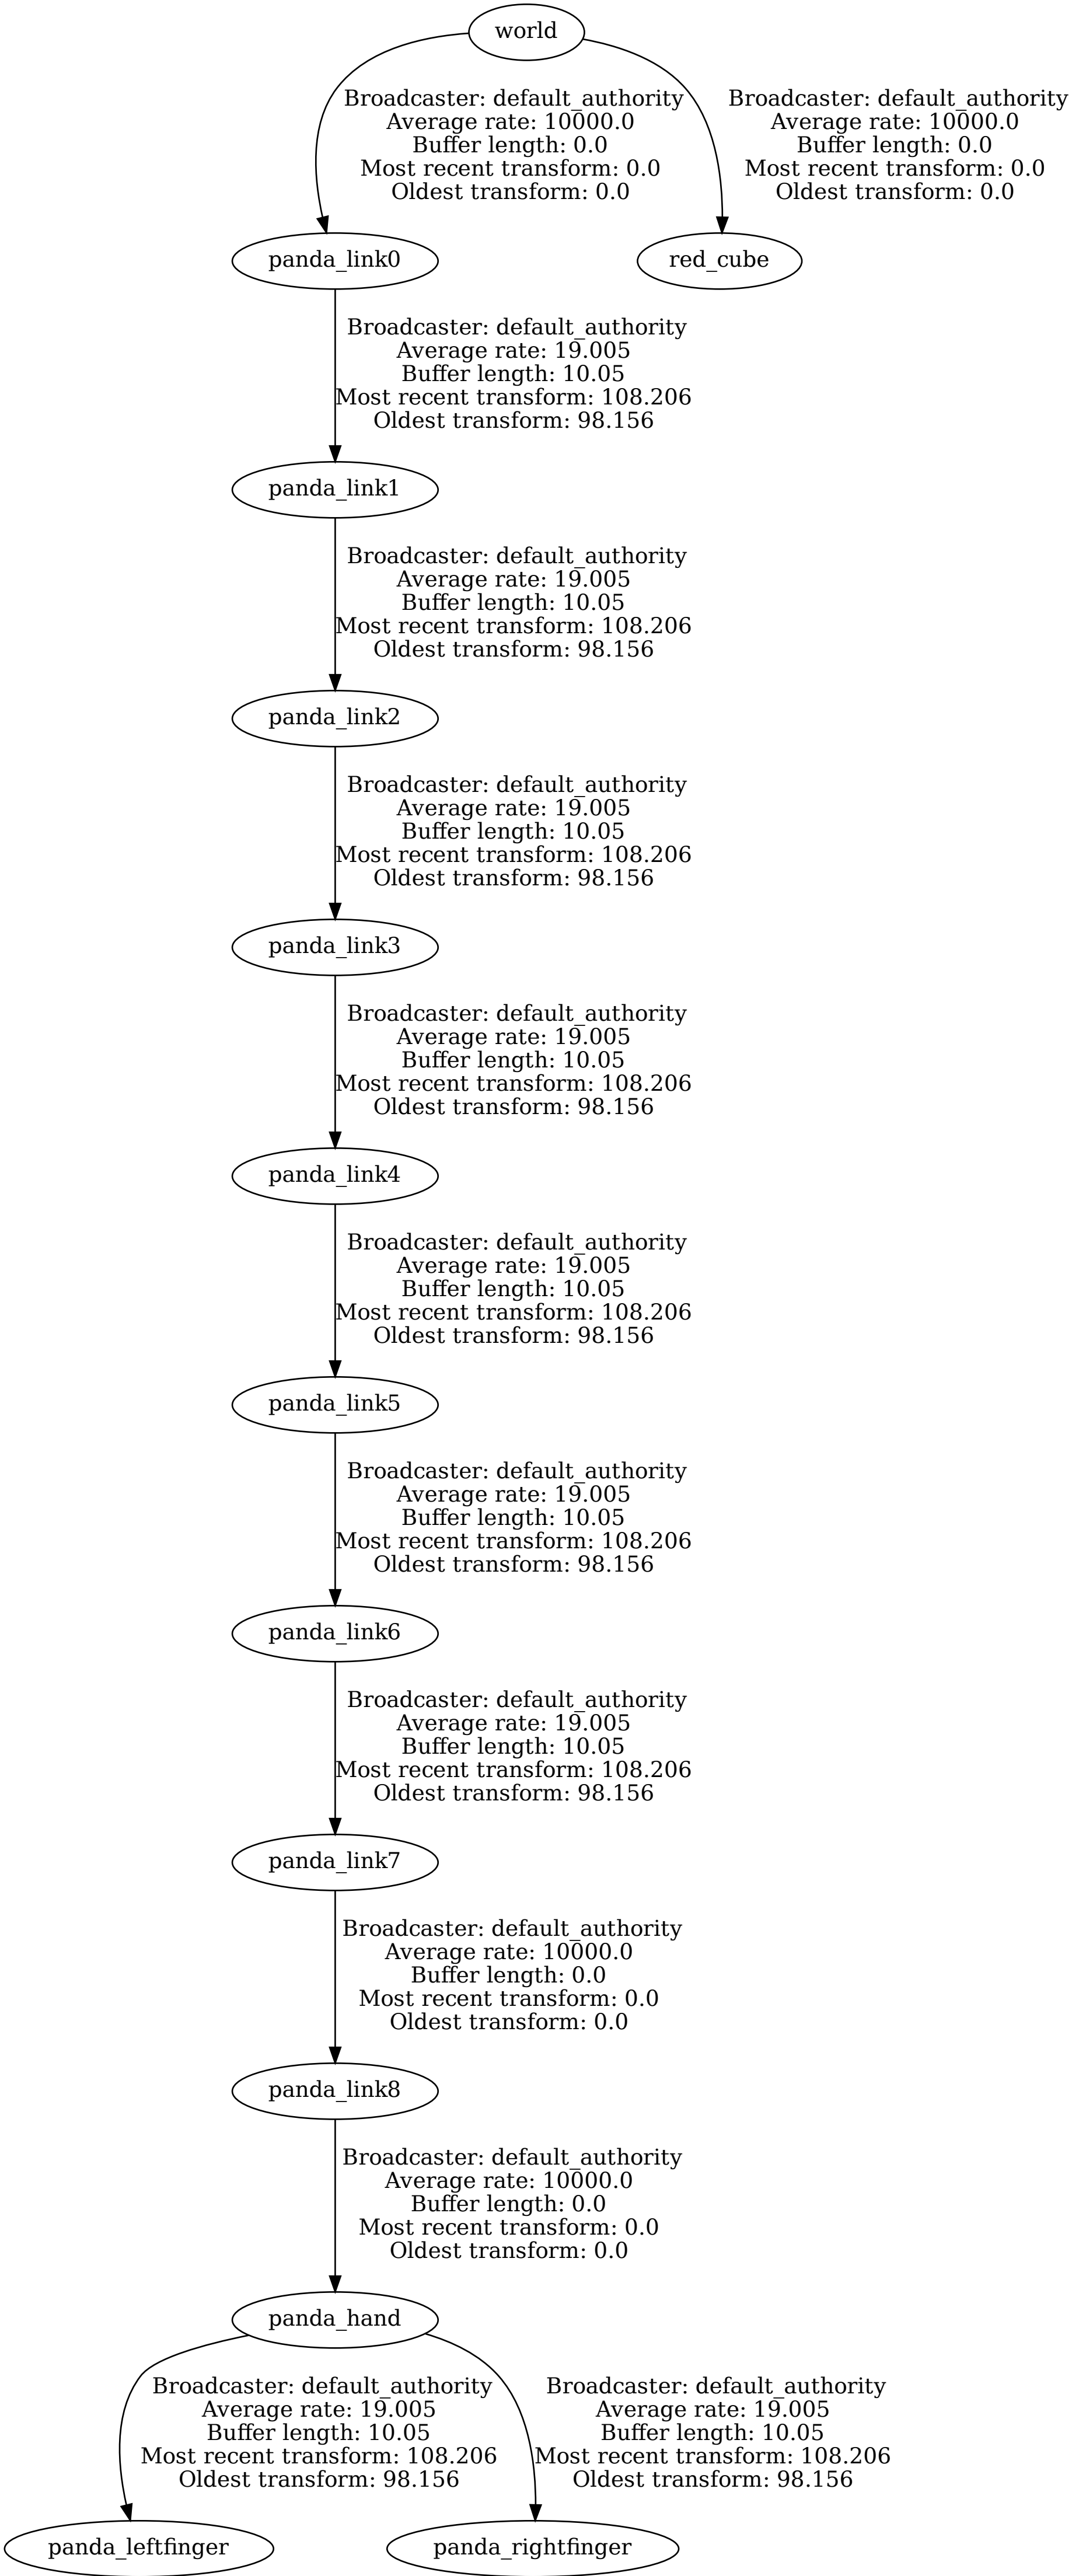 world
Broadcaster: default_authority
Average rate: 10000.0
Buffer length: 0.0
Most recent transform: 0.0
Oldest transform: 0.0
Broadcaster: default_authority
Average rate: 10000.0
Buffer length: 0.0
Most recent transform: 0.0
Oldest transform: 0.0
panda_link0
red_cube
Broadcaster: default_authority
Average rate: 19.005
Buffer length: 10.05
Most recent transform: 108.206
Oldest transform: 98.156
panda_link1
Broadcaster: default_authority
Average rate: 19.005
Buffer length: 10.05
Most recent transform: 108.206
Oldest transform: 98.156
panda_link2
Broadcaster: default_authority
Average rate: 19.005
Buffer length: 10.05
Most recent transform: 108.206
Oldest transform: 98.156
panda_link3
Broadcaster: default_authority
Average rate: 19.005
Buffer length: 10.05
Most recent transform: 108.206
Oldest transform: 98.156
panda_link4
Broadcaster: default_authority
Average rate: 19.005
Buffer length: 10.05
Most recent transform: 108.206
Oldest transform: 98.156
panda_link5
Broadcaster: default_authority
Average rate: 19.005
Buffer length: 10.05
Most recent transform: 108.206
Oldest transform: 98.156
panda_link6
Broadcaster: default_authority
Average rate: 19.005
Buffer length: 10.05
Most recent transform: 108.206
Oldest transform: 98.156
panda_link7
Broadcaster: default_authority
Average rate: 10000.0
Buffer length: 0.0
Most recent transform: 0.0
Oldest transform: 0.0
panda_link8
Broadcaster: default_authority
Average rate: 10000.0
Buffer length: 0.0
Most recent transform: 0.0
Oldest transform: 0.0
panda_hand
Broadcaster: default_authority
Average rate: 19.005
Buffer length: 10.05
Most recent transform: 108.206
Oldest transform: 98.156
Broadcaster: default_authority
Average rate: 19.005
Buffer length: 10.05
Most recent transform: 108.206
Oldest transform: 98.156
panda_leftfinger
panda_rightfinger